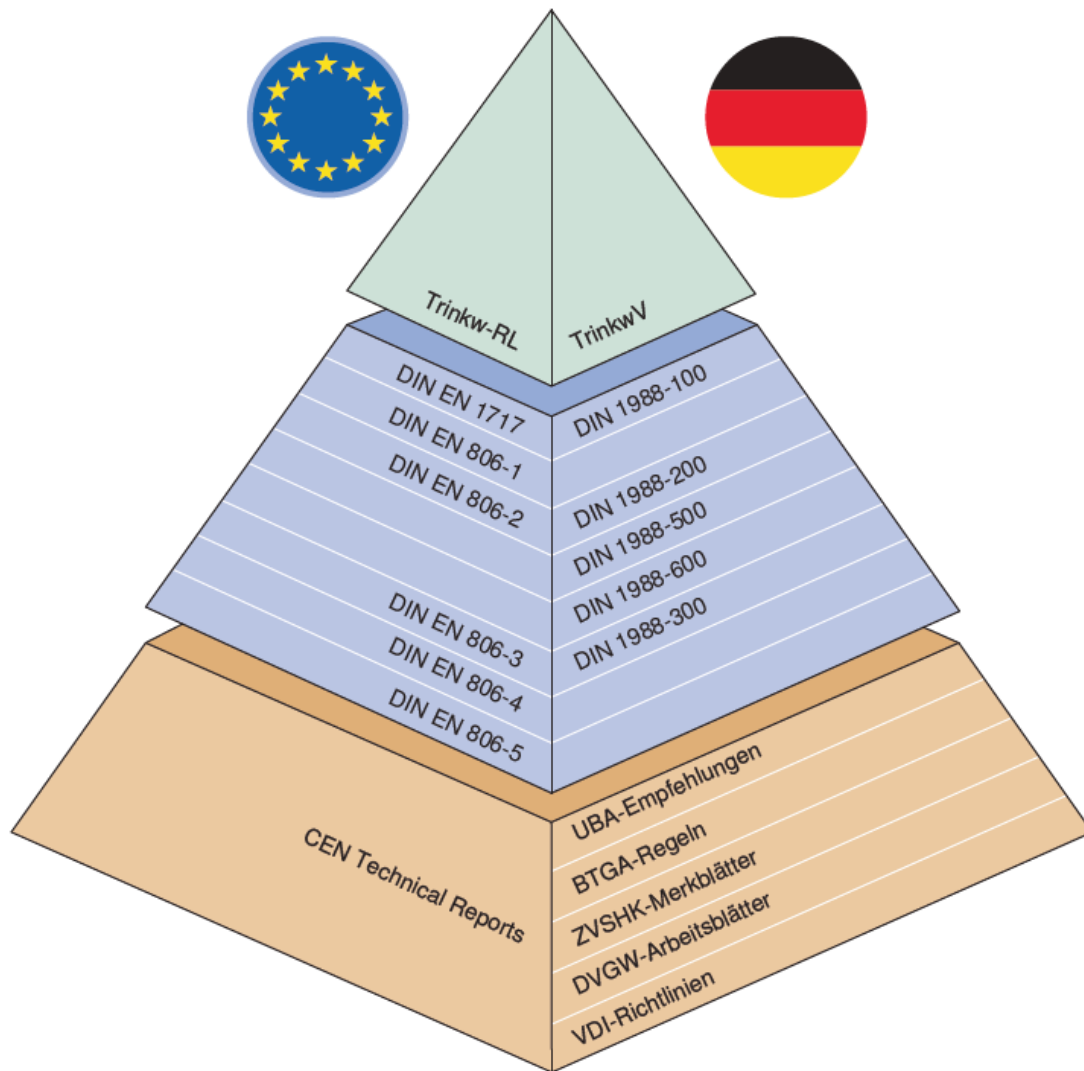 Trinkw-RL
TrinkwV
DIN EN 1717
DIN EN 806-1
DIN EN 806-2
DIN EN 806-3
DIN EN 806-4
DIN EN 806-5
DIN 1988-100
DIN 1988-200
DIN 1988-500
DIN 1988-600
DIN 1988-300
CEN Technical Reports
UBA-Empfehlungen
BTGA-Regeln
ZVSHK-Merkblätter
DVGW-Arbeitsblätter
VDI-Richtlinien